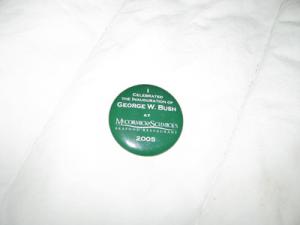 I
CELEBRATED
THE INAUGURATION OF
GEORGE W. BUSH
AT
MCCORMICK & SCHMICK'S
SEAFOOD RESTAURANT
2005